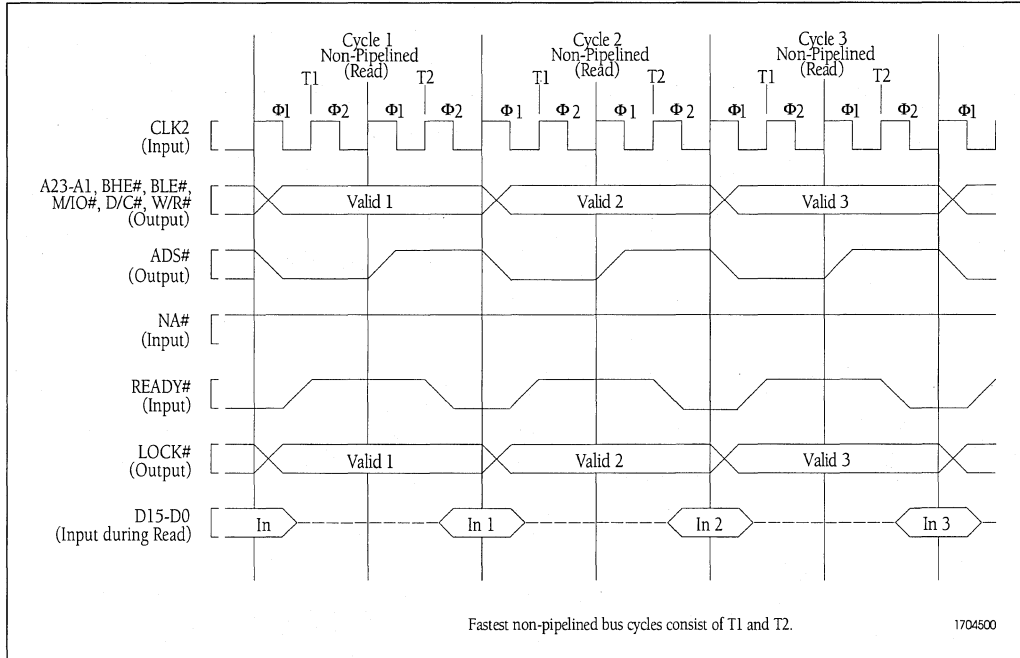 Cycle 1
Non-Pipelined
(Read)
Cycle 2
Non-Pipelined
(Read)
Cycle 3
Non-Pipelined
(Read)
T1 T2 T1 T2 T1 T2
Φ1 Φ2 Φ1 Φ2 Φ1 Φ2 Φ1 Φ2 Φ1 Φ2 Φ1 Φ2 Φ1
CLK2
(Input)
A23-A1, BHE#, BLE#,
M/IO#, D/C#, W/R#
(Output)
Valid 1 Valid 2 Valid 3
ADS#
(Output)
NA#
(Input)
READY#
(Input)
LOCK#
(Output)
Valid 1 Valid 2 Valid 3
D15-D0
(Input during Read)
In In 1 In 2 In 3
Fastest non-pipelined bus cycles consist of T1 and T2.
1704500